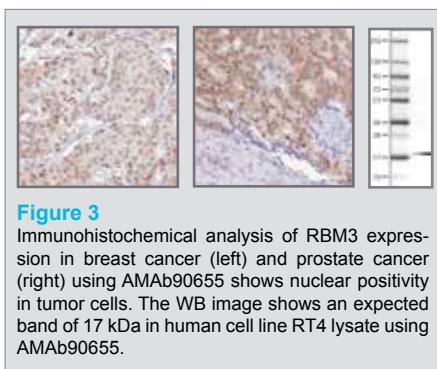 Figure 3
Immunohistochemical analysis of RBM3 expres-
sion in breast cancer (left) and prostate cancer
(right) using AMAb90655 shows nuclear positivity
in tumor cells. The WB image shows an expected
band of 17 kDa in human cell line RT4 lysate using
AMAb90655.